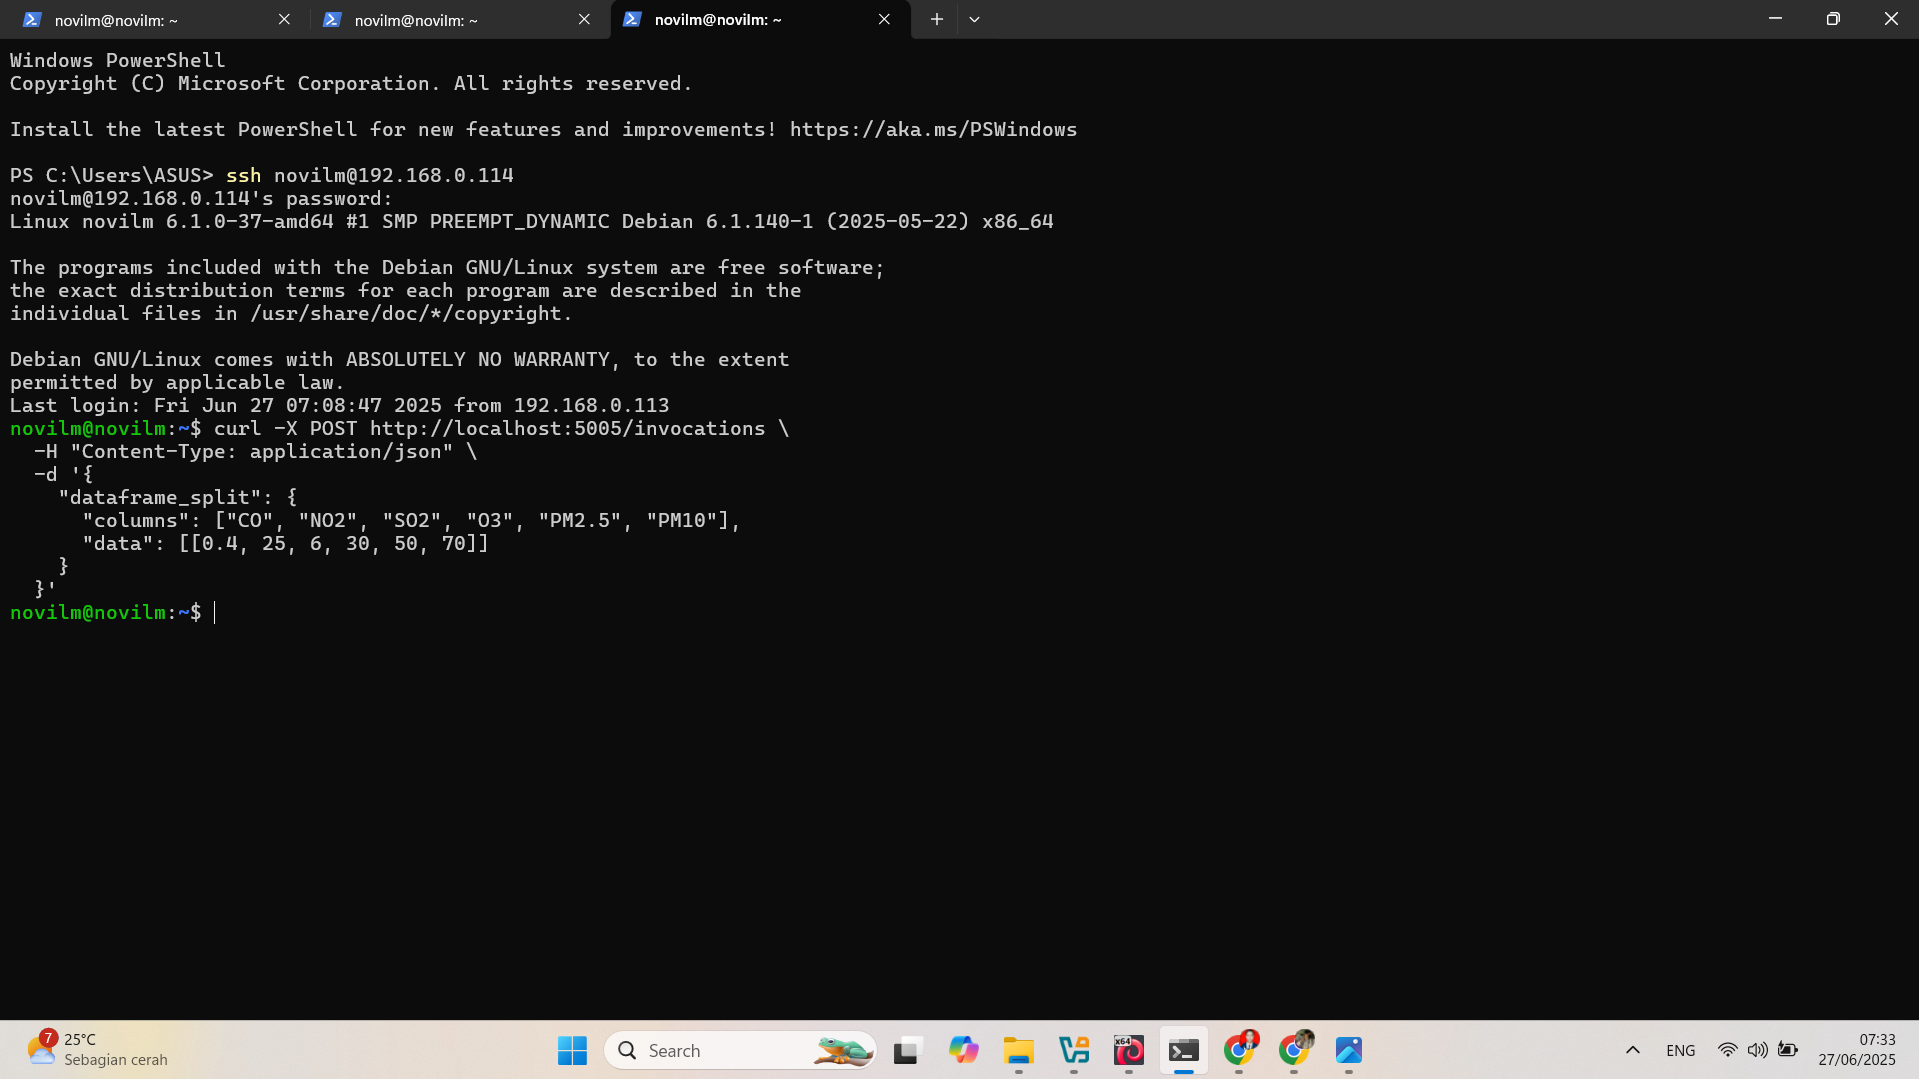 novilm@novilm: ~
novilm@novilm: ~
novilm@novilm: ~
Windows PowerShell
Copyright (C) Microsoft Corporation. All rights reserved.
Install the latest PowerShell for new features and improvements! https://aka.ms/PSWindows
PS C:\Users\ASUS> ssh novilm@192.168.0.114
novilm@192.168.0.114's password:
Linux novilm 6.1.0-37-amd64 #1 SMP PREEMPT_DYNAMIC Debian 6.1.140-1 (2025-05-22) x86_64
The programs included with the Debian GNU/Linux system are free software;
the exact distribution terms for each program are described in the
individual files in /usr/share/doc/*/copyright.
Debian GNU/Linux comes with ABSOLUTELY NO WARRANTY, to the extent
permitted by applicable law.
Last login: Fri Jun 27 07:08:47 2025 from 192.168.0.113
novilm@novilm:~$ curl -X POST http://localhost:5005/invocations \
  -H "Content-Type: application/json" \
  -d '{
    "dataframe_split": {
      "columns": ["CO", "NO2", "SO2", "O3", "PM2.5", "PM10"],
      "data": [[0.4, 25, 6, 30, 50, 70]]
    }
  }'
novilm@novilm:~$
7
25°C
Sebagian cerah
Search
x64
ENG
07:33
27/06/2025